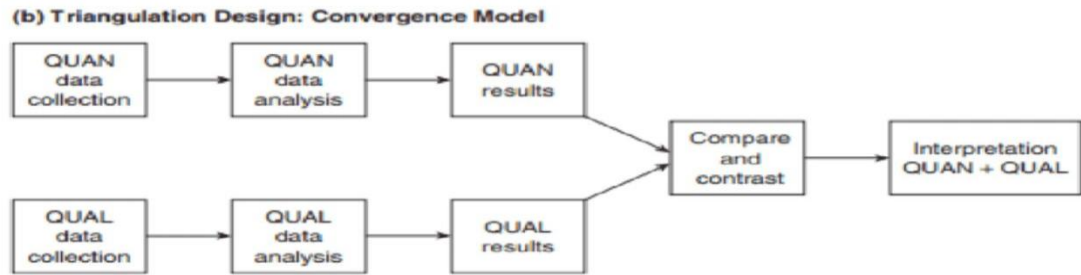 (b) Triangulation Design: Convergence Model
QUAN
data
collection
QUAN
data
analysis
QUAN
results
Compare
and
contrast
Interpretation
QUAN + QUAL
QUAL
data
collection
QUAL
data
analysis
QUAL
results